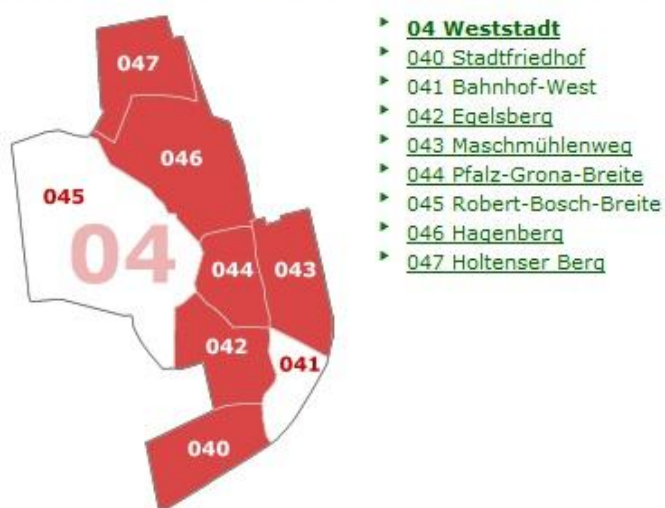 047
046
045
04
044
043
042
041
040
04 Weststadt
040 Stadtfriedhof
041 Bahnhof-West
042 Egelsberg
043 Maschmühlenweg
044 Pfalz-Grona-Breite
045 Robert-Bosch-Breite
046 Hagenberg
047 Holtenser Berg